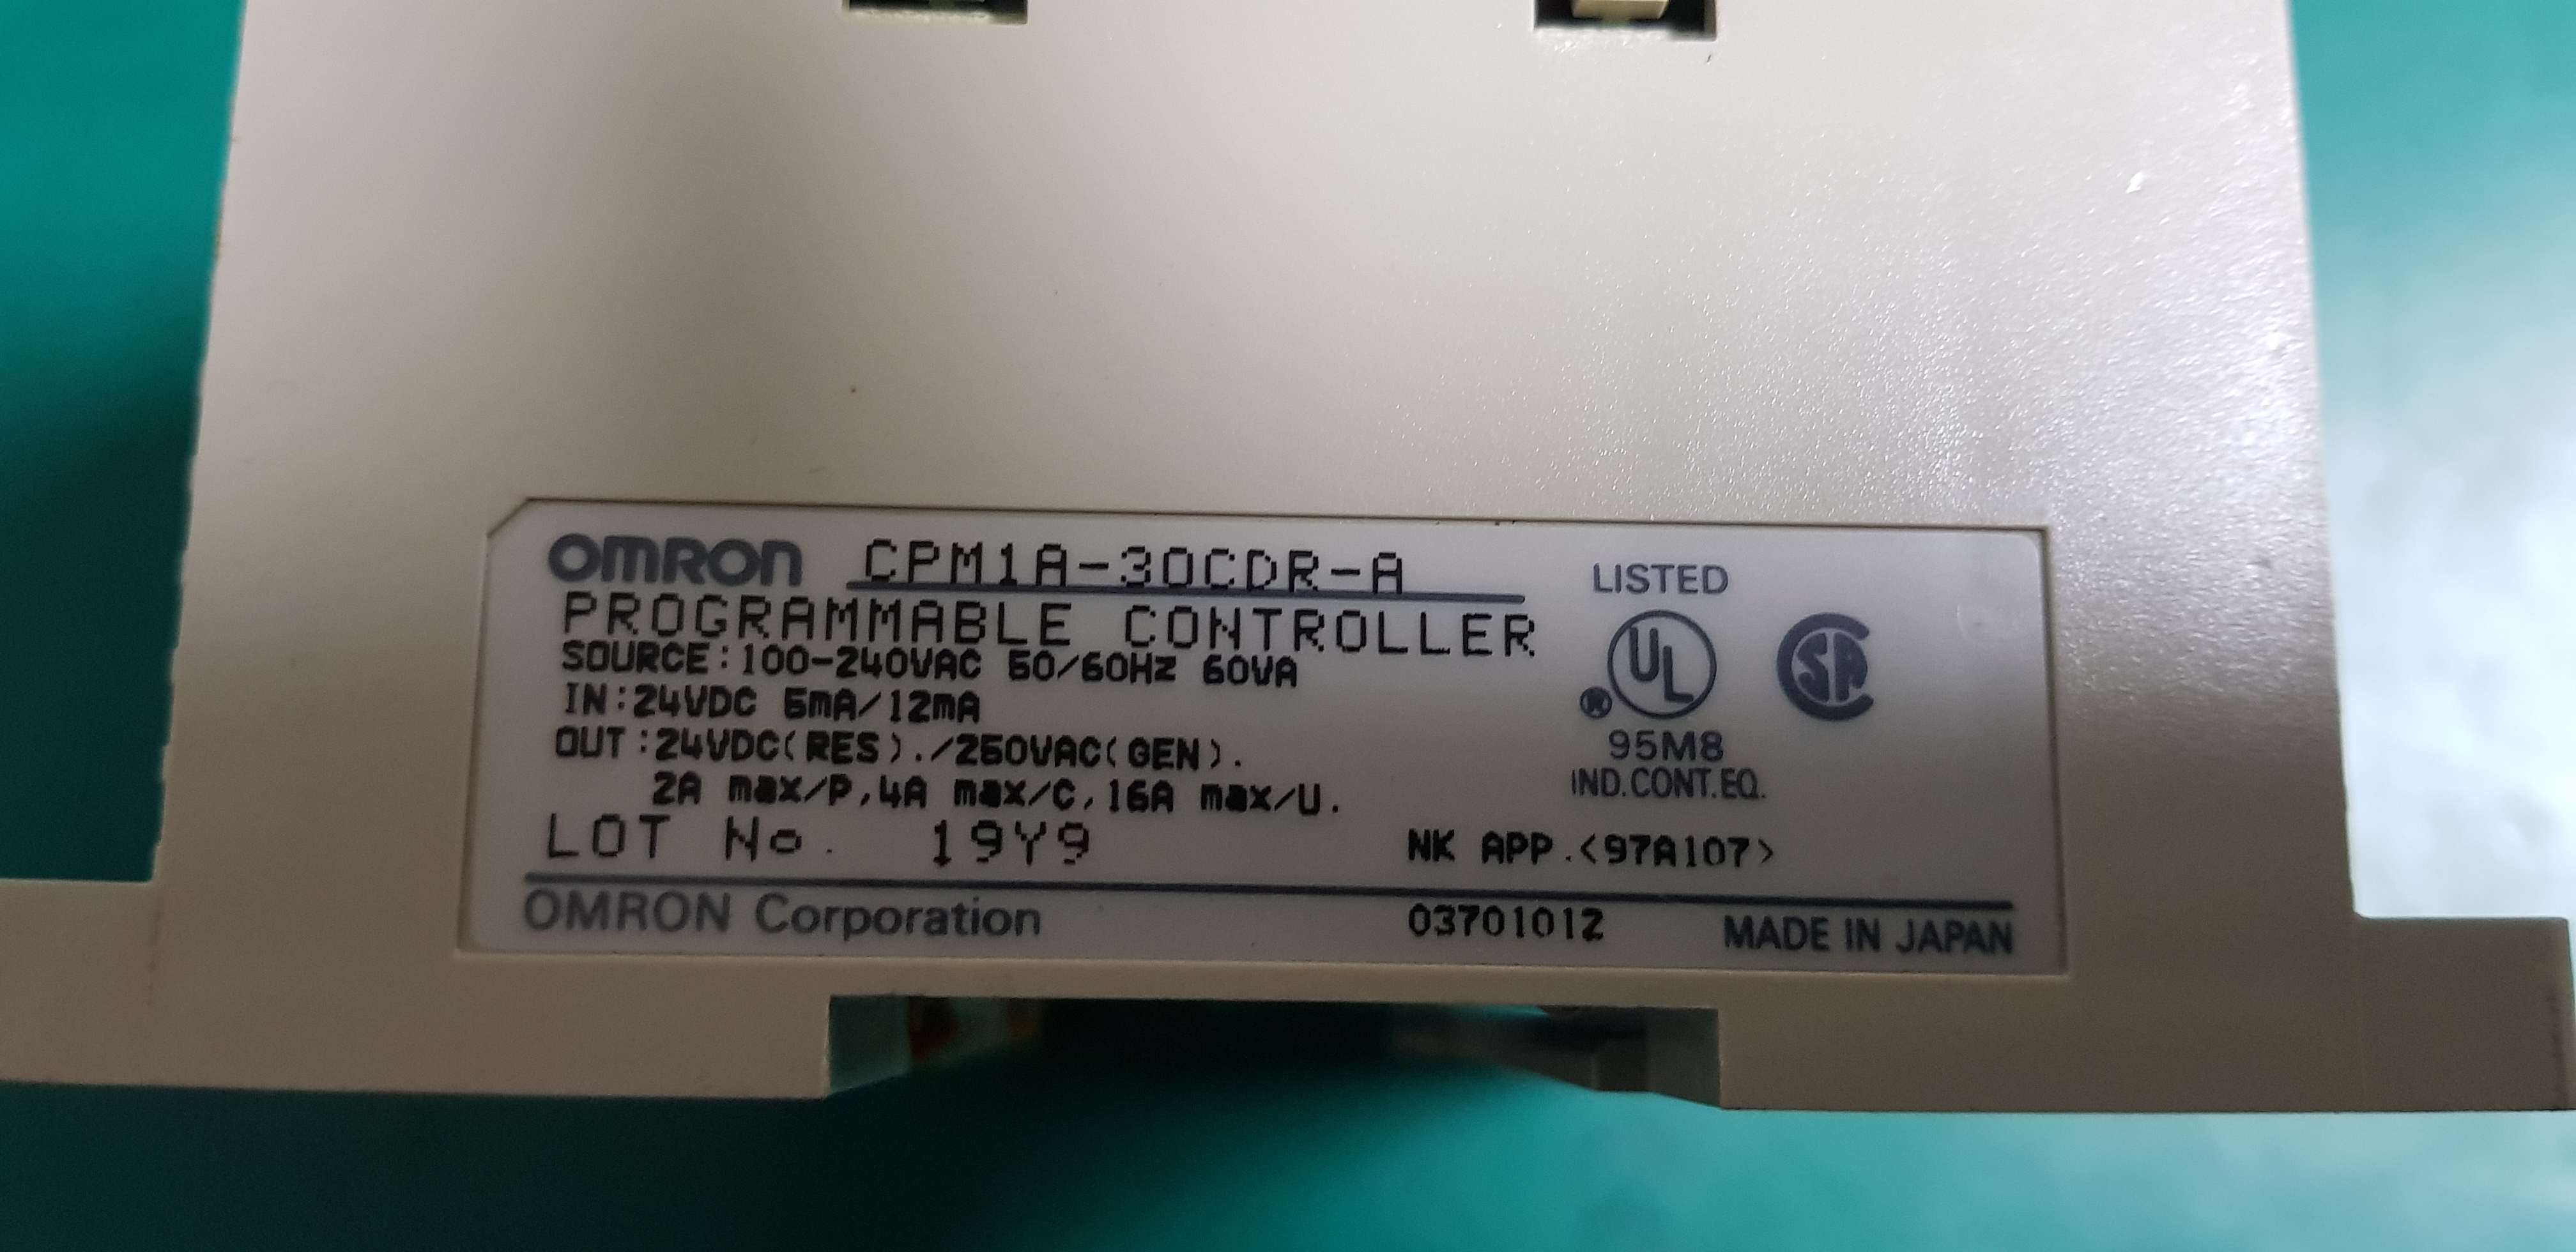 OMRON CPM1A-30CDR-A
PROGRAMMABLE CONTROLLER
SOURCE:100-240VAC 50/60Hz 60VA
IN:24VDC 5mA/12mA
OUT:24VDC(RES)./250VAC(GEN).
2A max/P,4A max/C,16A max/U.
LOT No. 19Y9
LISTED
UL
®
SA
95M8
IND.CONT.EQ.
NK APP.<97A107>
OMRON Corporation
03701012
MADE IN JAPAN